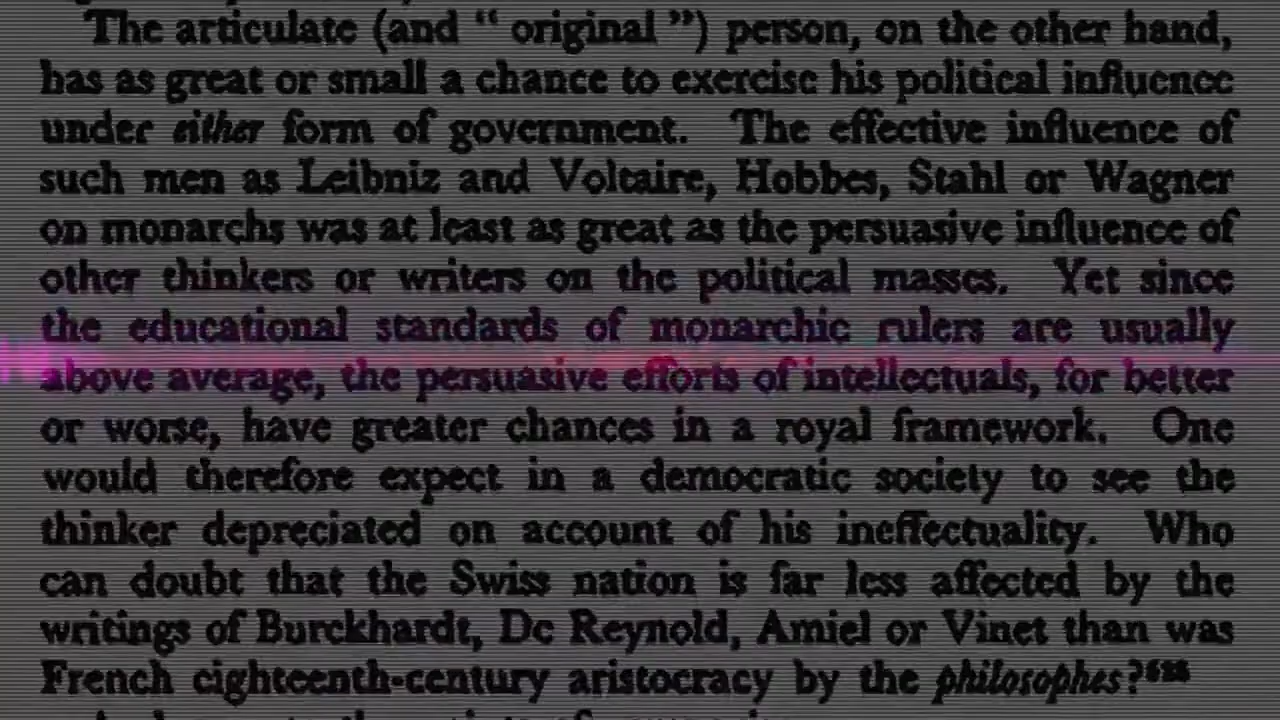 The articulate (and “ original ”) person, on the other hand,
has as great or small a chance to exercise his political influence
under either form of government. The effective influence of
such men as Leibniz and Voltaire, Hobbes, Stahl or Wagner
on monarchs was at least as great as the persuasive influence of
other thinkers or writers on the political masses. Yet since
the educational standards of monarchic rulers are usually
above average, the persuasive efforts of intellectuals, for better
or worse, have greater chances in a royal framework. One
would therefore expect in a democratic society to see the
thinker depreciated on account of his ineffectuality. Who
can doubt that the Swiss nation is far less affected by the
writings of Burckhardt, De Reynold, Amiel or Vinet than was
French eighteenth-century aristocracy by the philosophes?